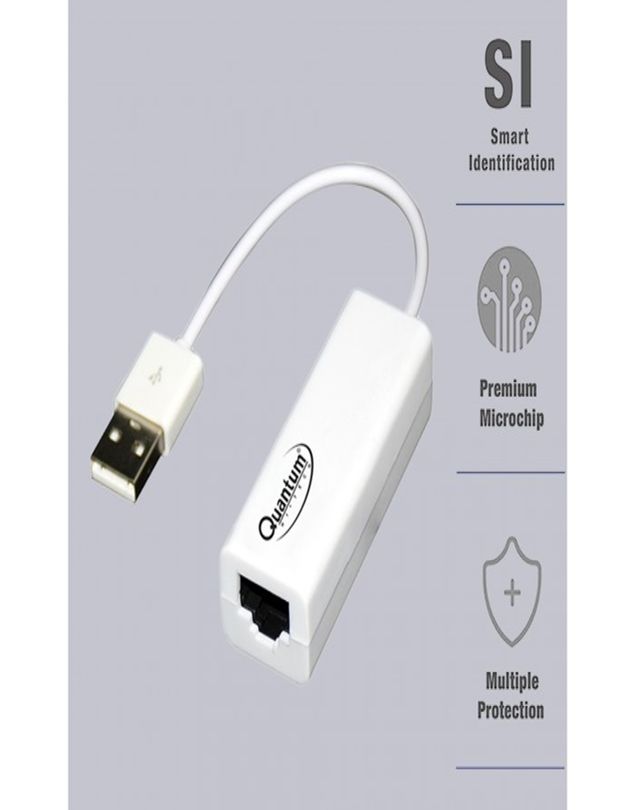 SI
Smart
Identification
Premium
Microchip
Multiple
Protection
Quantum